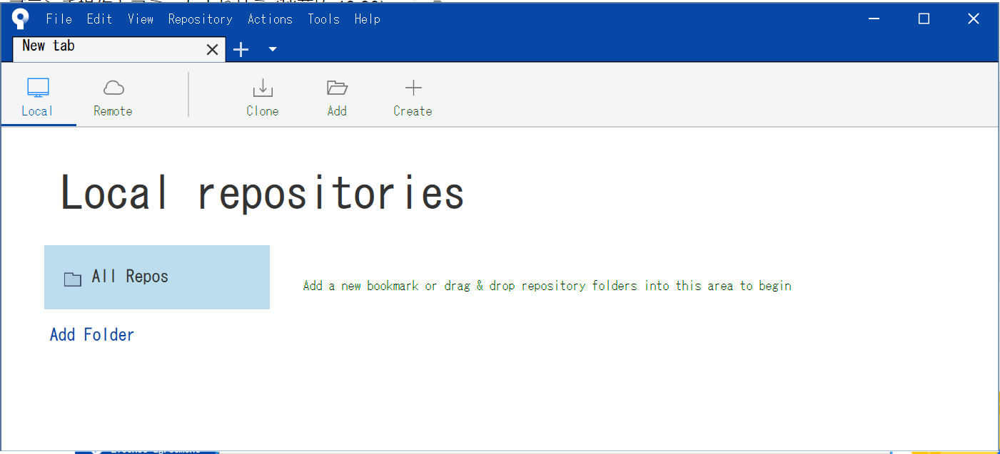 File Edit View Repository Actions Tools Help
New tab
Local Remote Clone Add Create
Local repositories
All Repos
Add a new bookmark or drag & drop repository folders into this area to begin
Add Folder